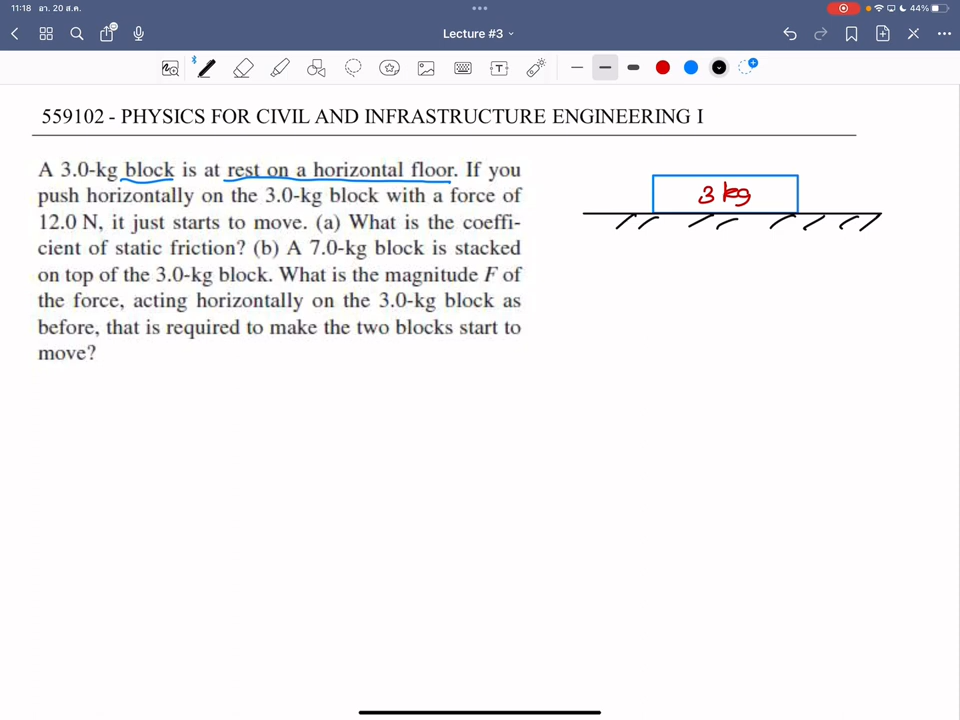 11:18 อา. 20 ส.ค.
44%
Lecture #3
559102 - PHYSICS FOR CIVIL AND INFRASTRUCTURE ENGINEERING I
A 3.0-kg block is at rest on a horizontal floor. If you
push horizontally on the 3.0-kg block with a force of
12.0 N, it just starts to move. (a) What is the coeffi-
cient of static friction? (b) A 7.0-kg block is stacked
on top of the 3.0-kg block. What is the magnitude F of
the force, acting horizontally on the 3.0-kg block as
before, that is required to make the two blocks start to
move?
3 kg